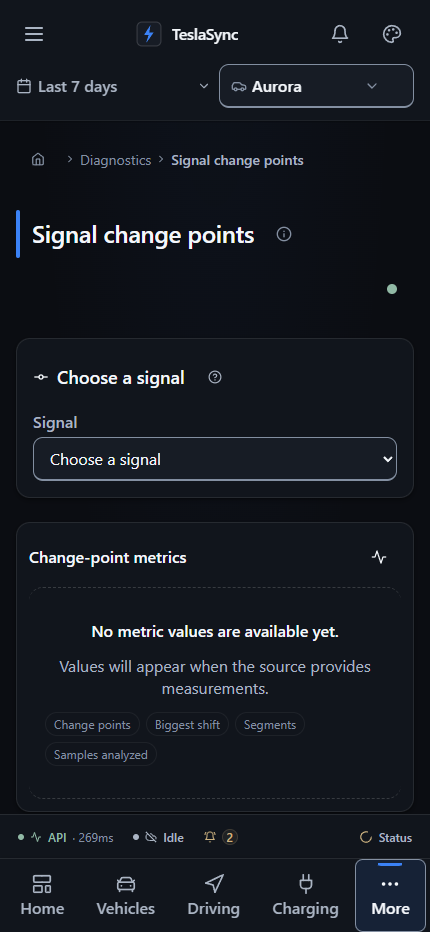 TeslaSync
Last 7 days
Aurora
Diagnostics
Signal change points
Signal change points
Choose a signal
Signal
Choose a signal
Change-point metrics
No metric values are available yet.
Values will appear when the source provides
measurements.
Change points
Biggest shift
Segments
Samples analyzed
API · 269ms
Idle
2
Status
Home
Vehicles
Driving
Charging
More